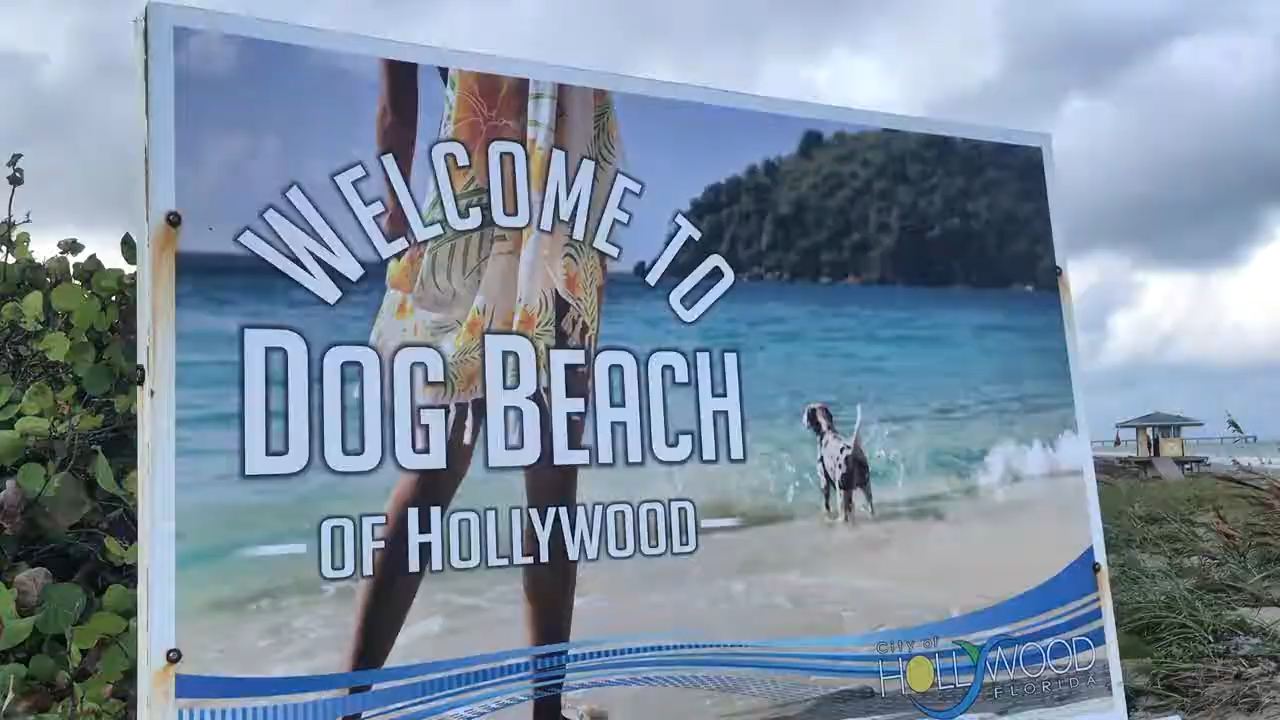 WELCOME TO
DOG BEACH
OF HOLLYWOOD
City of
HOLLYWOOD
FLORIDA